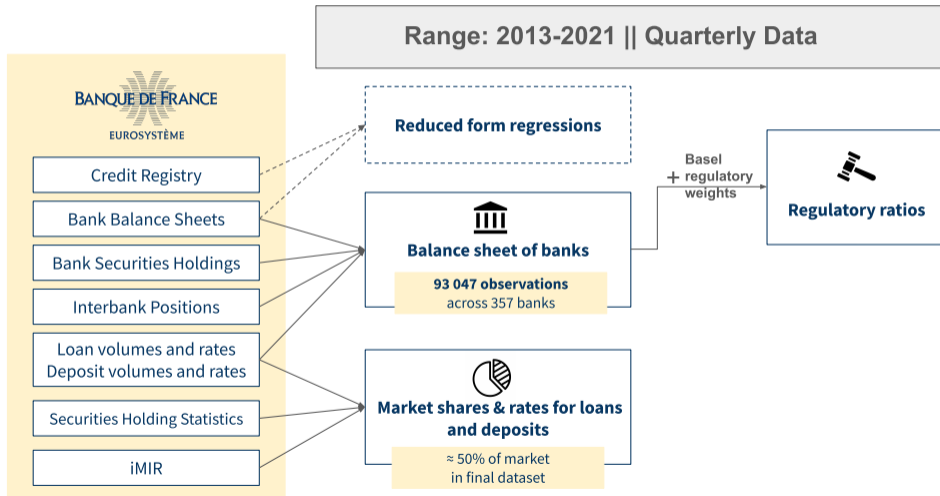 Range: 2013-2021 || Quarterly Data
BANQUE DE FRANCE
EUROSYSTÈME
Credit Registry
Bank Balance Sheets
Bank Securities Holdings
Interbank Positions
Loan volumes and rates
Deposit volumes and rates
Securities Holding Statistics
iMIR
Reduced form regressions
Balance sheet of banks
93 047 observations
across 357 banks
Market shares & rates for loans
and deposits
≈ 50% of market
in final dataset
+ Basel
regulatory
weights
Regulatory ratios